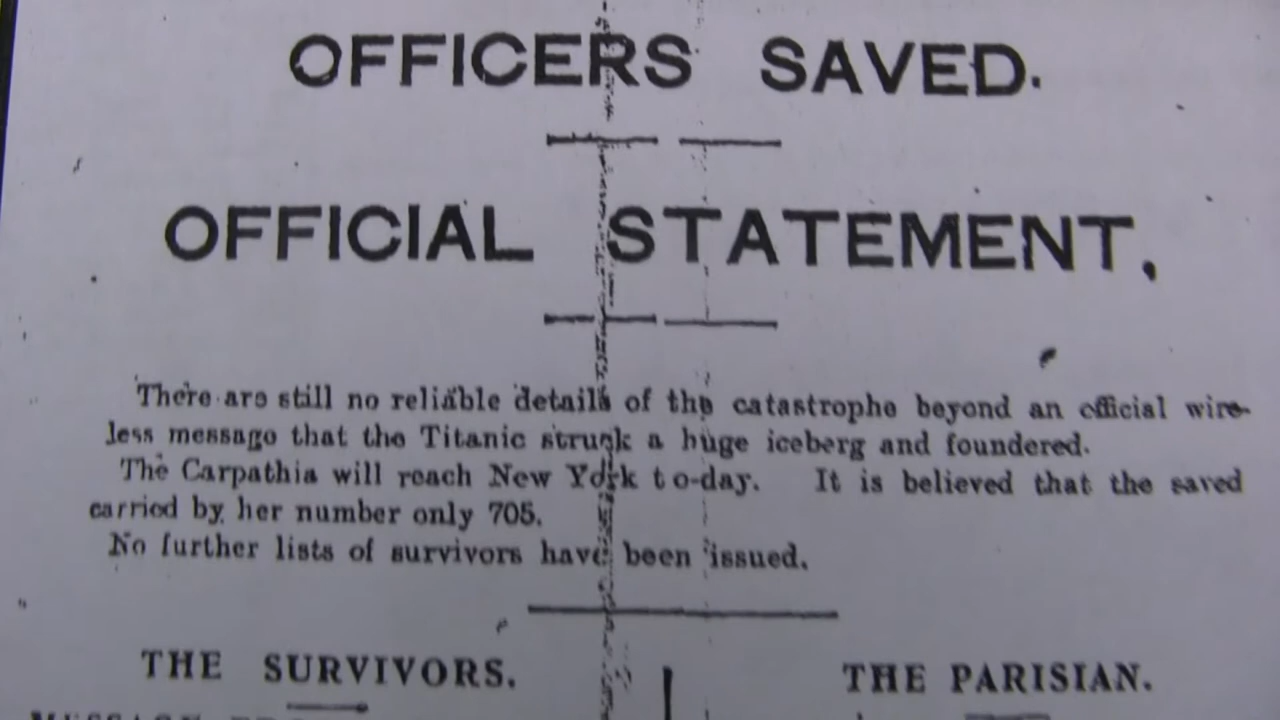 OFFICERS SAVED.
OFFICIAL STATEMENT.
There are still no reliable details of the catastrophe beyond an official wire-
less message that the Titanic struck a huge iceberg and foundered.
The Carpathia will reach New York to-day. It is believed that the saved
carried by her number only 705.
No further lists of survivors have been issued.
THE SURVIVORS.
THE PARISIAN.